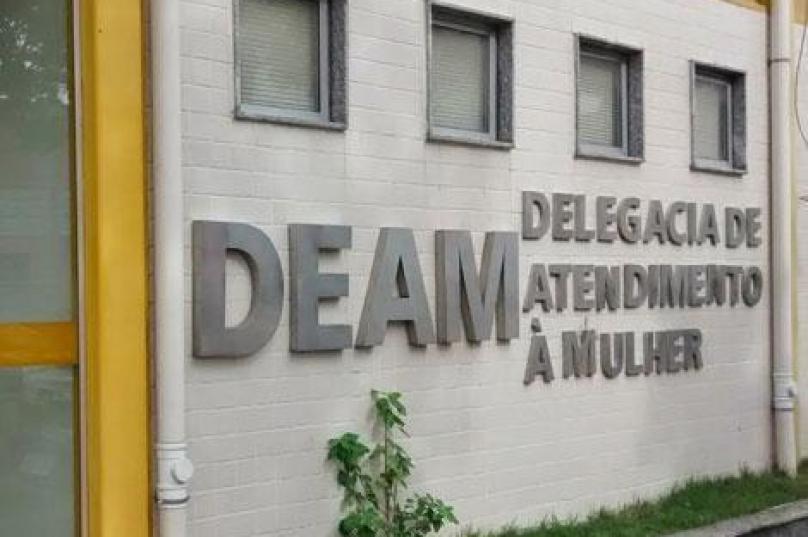 DEAM
DELEGACIA DE
ATENDIMENTO
À MULHER